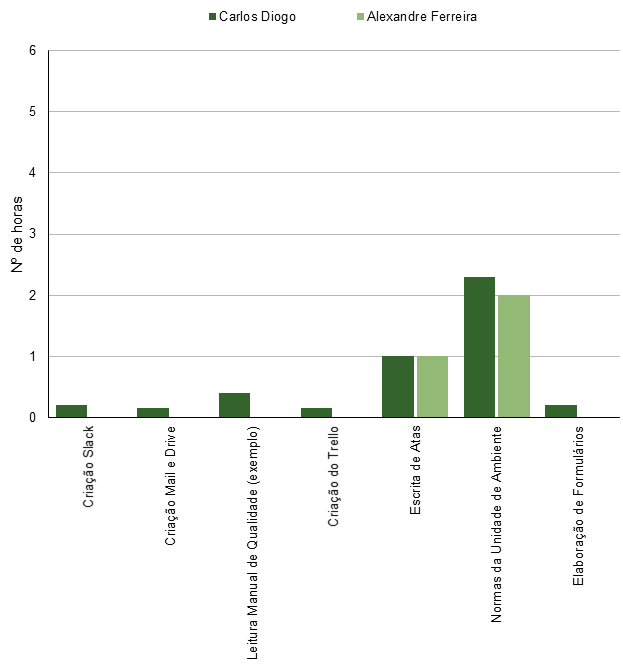 Carlos Diogo
Alexandre Ferreira
Nº de horas
6
5
4
3
2
1
0
Criação Slack
Criação Mail e Drive
Leitura Manual de Qualidade (exemplo)
Criação do Trello
Escrita de Atas
Normas da Unidade de Ambiente
Elaboração de Formulários